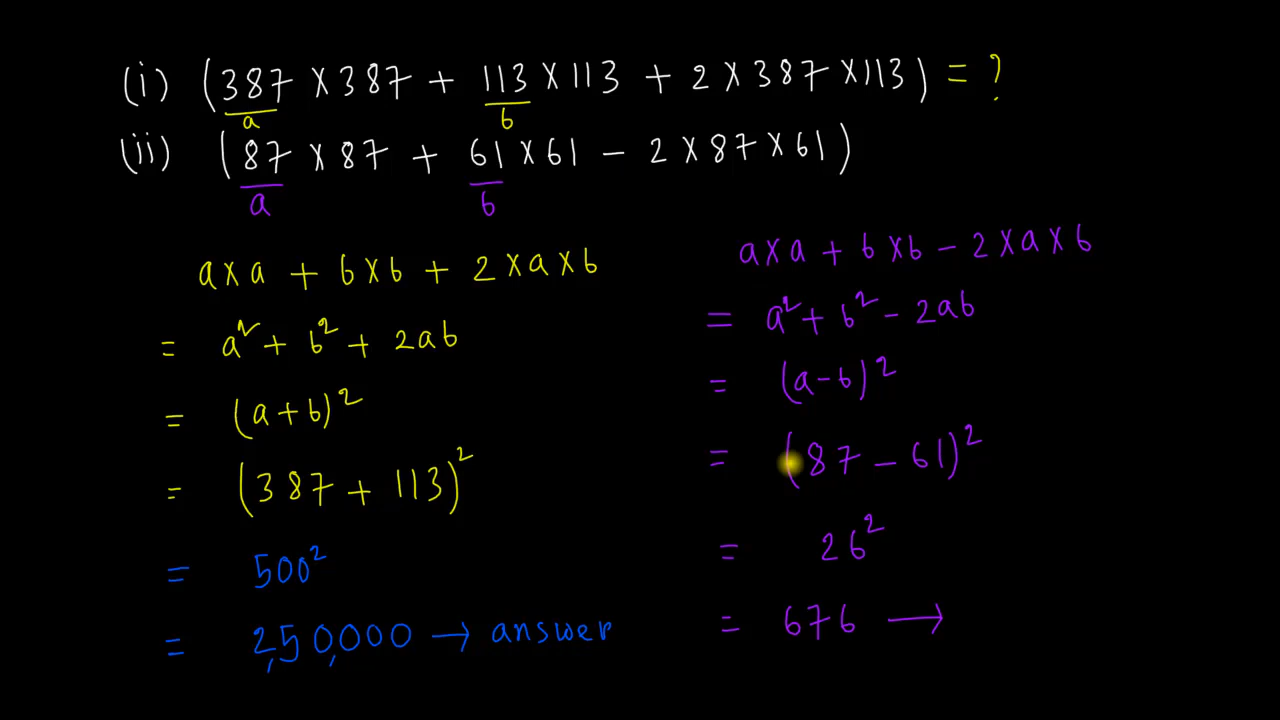 (i) (387 × 387 + 113 × 113 + 2 × 387 × 113) = ?
a b
(ii) (87 × 87 + 61 × 61 − 2 × 87 × 61)
a b
a × a + b × b + 2 × a × b
= a² + b² + 2ab
= (a + b)²
= (387 + 113)²
= 500²
= 2,50,000 → answer
a × a + b × b − 2 × a × b
= a² + b² − 2ab
= (a − b)²
= (87 − 61)²
= 26²
= 676 →